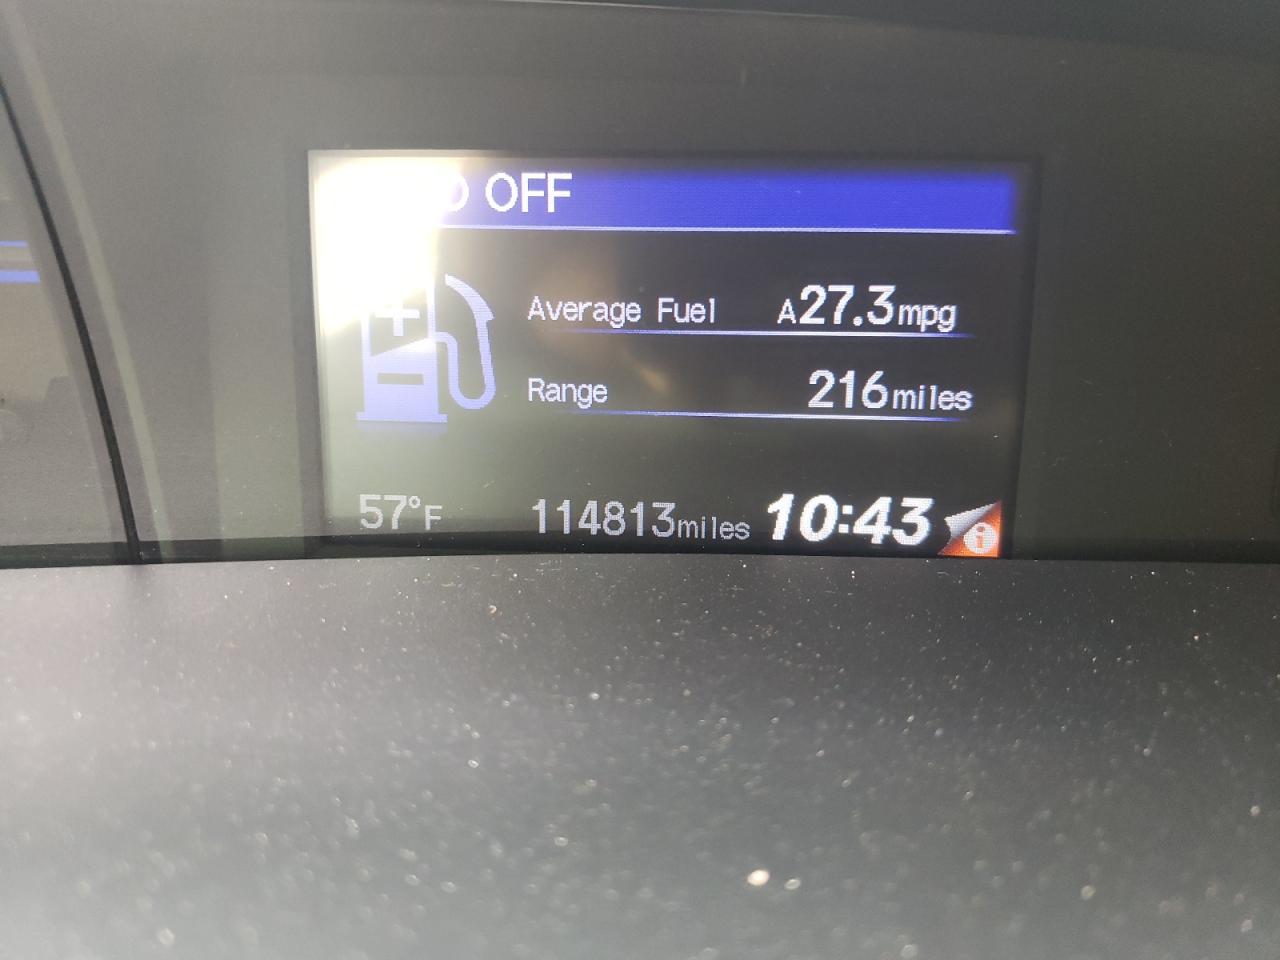 OFF
Average Fuel A27.3mpg
Range 216miles
57°F 114813miles 10:43 i